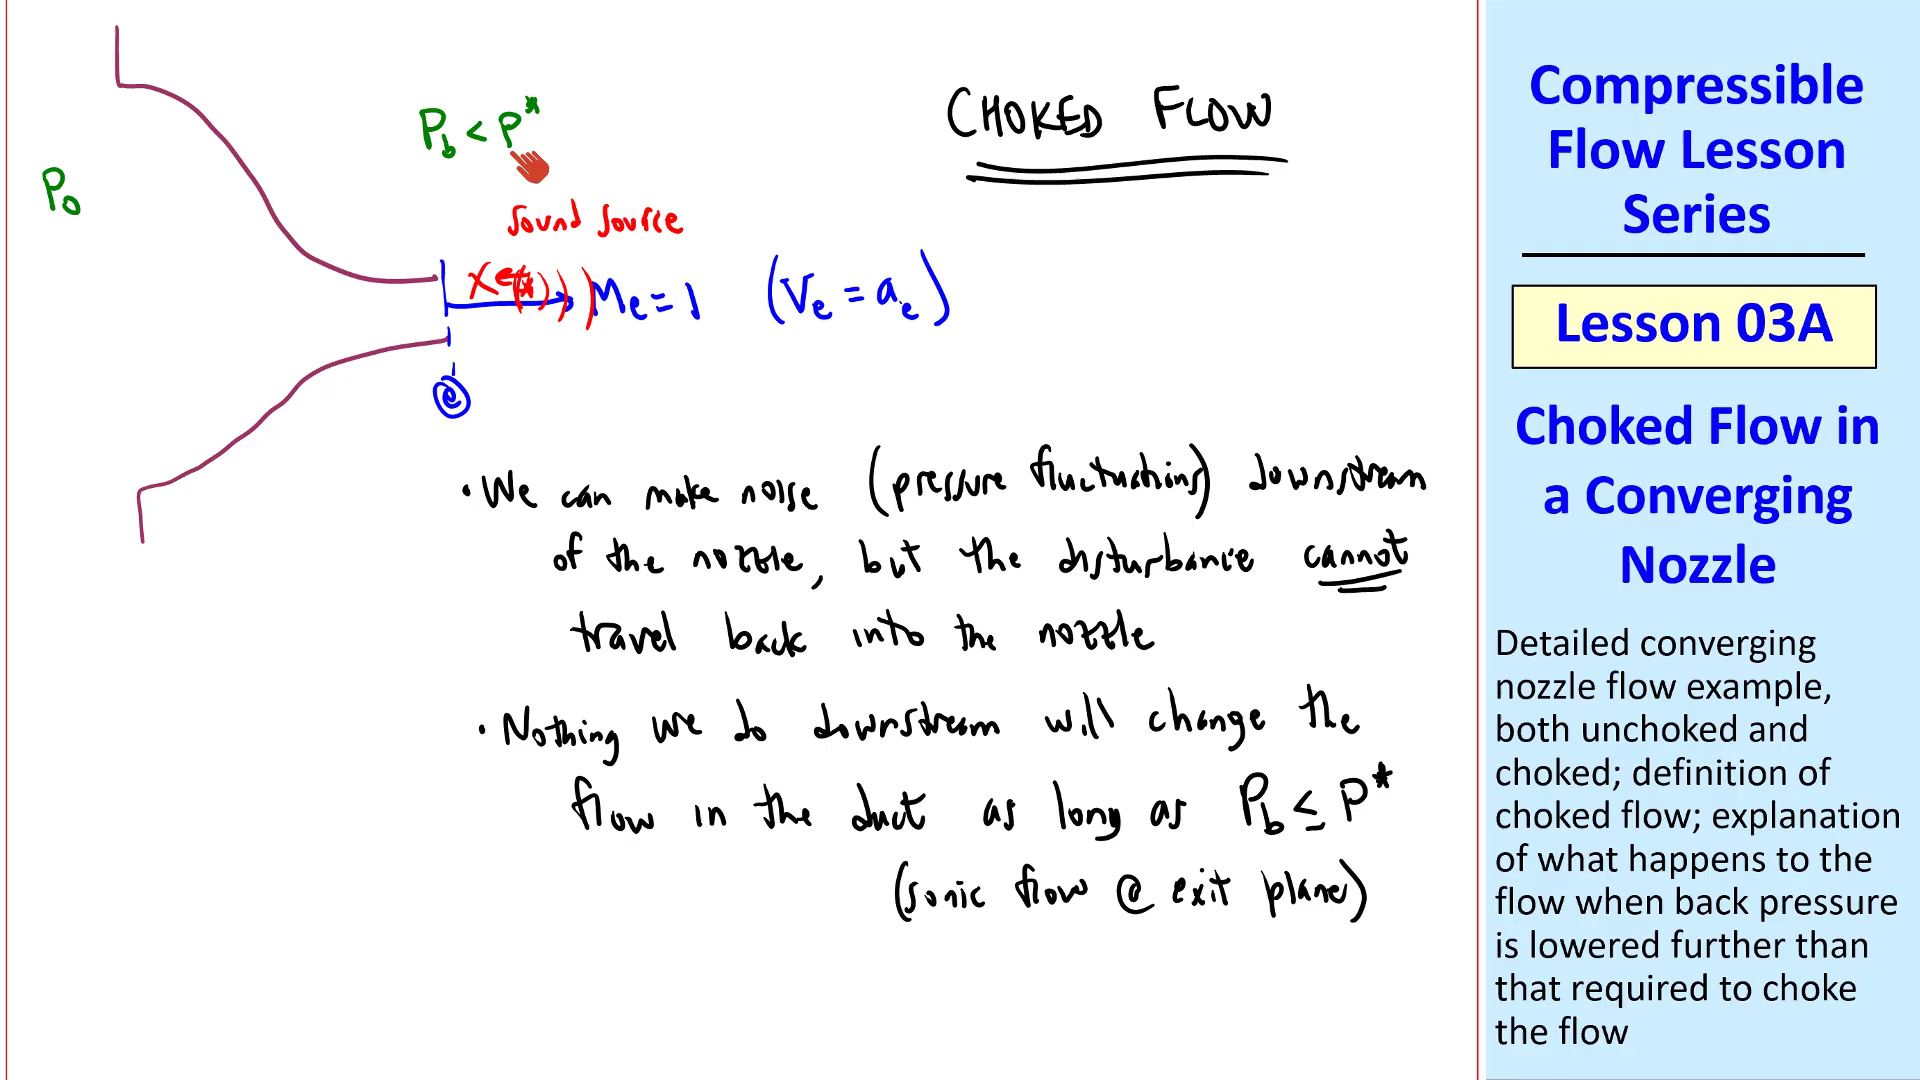 CHOKED FLOW
P_b < P*
P_0
sound source
M_e = 1 (V_e = a_e)
e
• We can make noise (pressure fluctuations) downstream
of the nozzle, but the disturbance cannot
travel back into the nozzle
• Nothing we do downstream will change the
flow in the duct as long as P_b ≤ P*
(sonic flow @ exit plane)
Compressible
Flow Lesson
Series
Lesson 03A
Choked Flow in
a Converging
Nozzle
Detailed converging
nozzle flow example,
both unchoked and
choked; definition of
choked flow; explanation
of what happens to the
flow when back pressure
is lowered further than
that required to choke
the flow